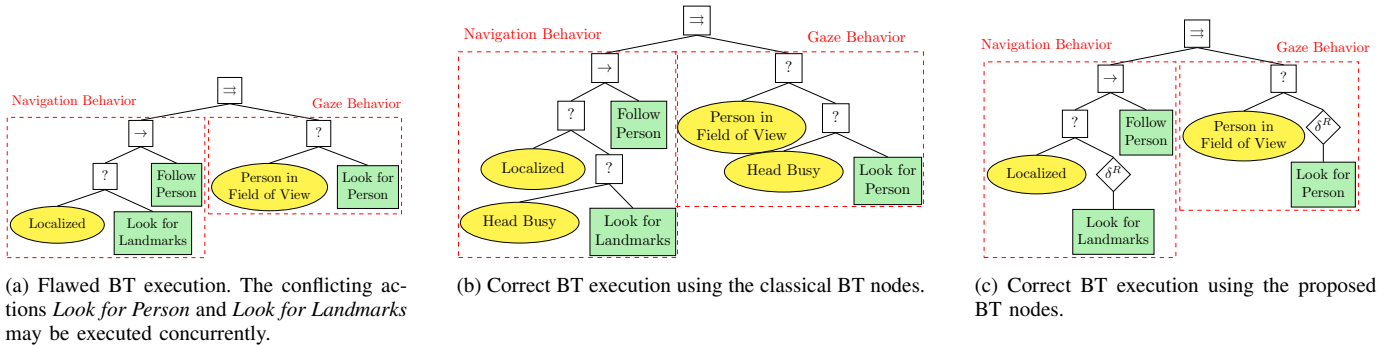 ⇉
Navigation Behavior
Gaze Behavior
→
?
?
Follow
Person
Person in
Field of View
Look for
Person
Localized
Look for
Landmarks
(a) Flawed BT execution. The conflicting ac-
tions Look for Person and Look for Landmarks
may be executed concurrently.
⇉
Navigation Behavior
Gaze Behavior
→
?
?
Follow
Person
Person in
Field of View
?
Localized
?
Head Busy
Look for
Person
Head Busy
Look for
Landmarks
(b) Correct BT execution using the classical BT nodes.
⇉
Navigation Behavior
Gaze Behavior
→
?
?
Follow
Person
Person in
Field of View
δᴿ
Localized
δᴿ
Look for
Person
Look for
Landmarks
(c) Correct BT execution using the proposed
BT nodes.